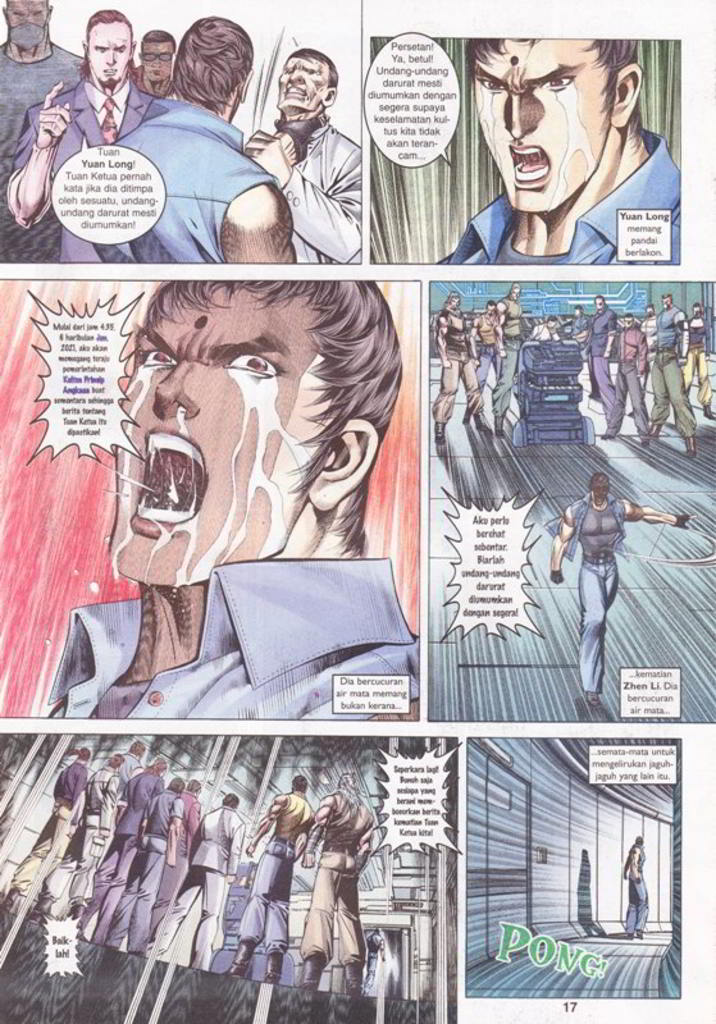 Tuan
Yuan Long!
Tuan Ketua pernah
kata jika dia ditimpa
oleh sesuatu, undang-
undang darurat mesti
diumumkan!
Persetan!
Ya, betul!
Undang-undang
darurat mesti
diumumkan dengan
segera supaya
keselamatan kul-
tus kita tidak
akan teran-
cam...
Yuan Long
memang
pandai
berlakon.
Mulai dari jam 4.35,
6 haribulan Jan,
2021, aku akan
memegang teraju
pemerintahan
Kultus Prinsip
Angkasa buat
sementara sehingga
berita tentang
Tuan Ketua itu
dipastikan!
Dia bercucuran
air mata memang
bukan kerana...
Aku perlu
berehat
sebentar.
Biarlah
undang-undang
darurat
diumumkan
dengan segera!
...kematian
Zhen Li. Dia
bercucuran
air mata...
Seperkara lagi!
Bunuh saja
sesiapa yang
berani mem-
bocorkan berita
kematian Tuan
Ketua kita!
Baik-
lah!
...semata-mata untuk
mengelirukan jaguh-
jaguh yang lain itu.
PONG!
17